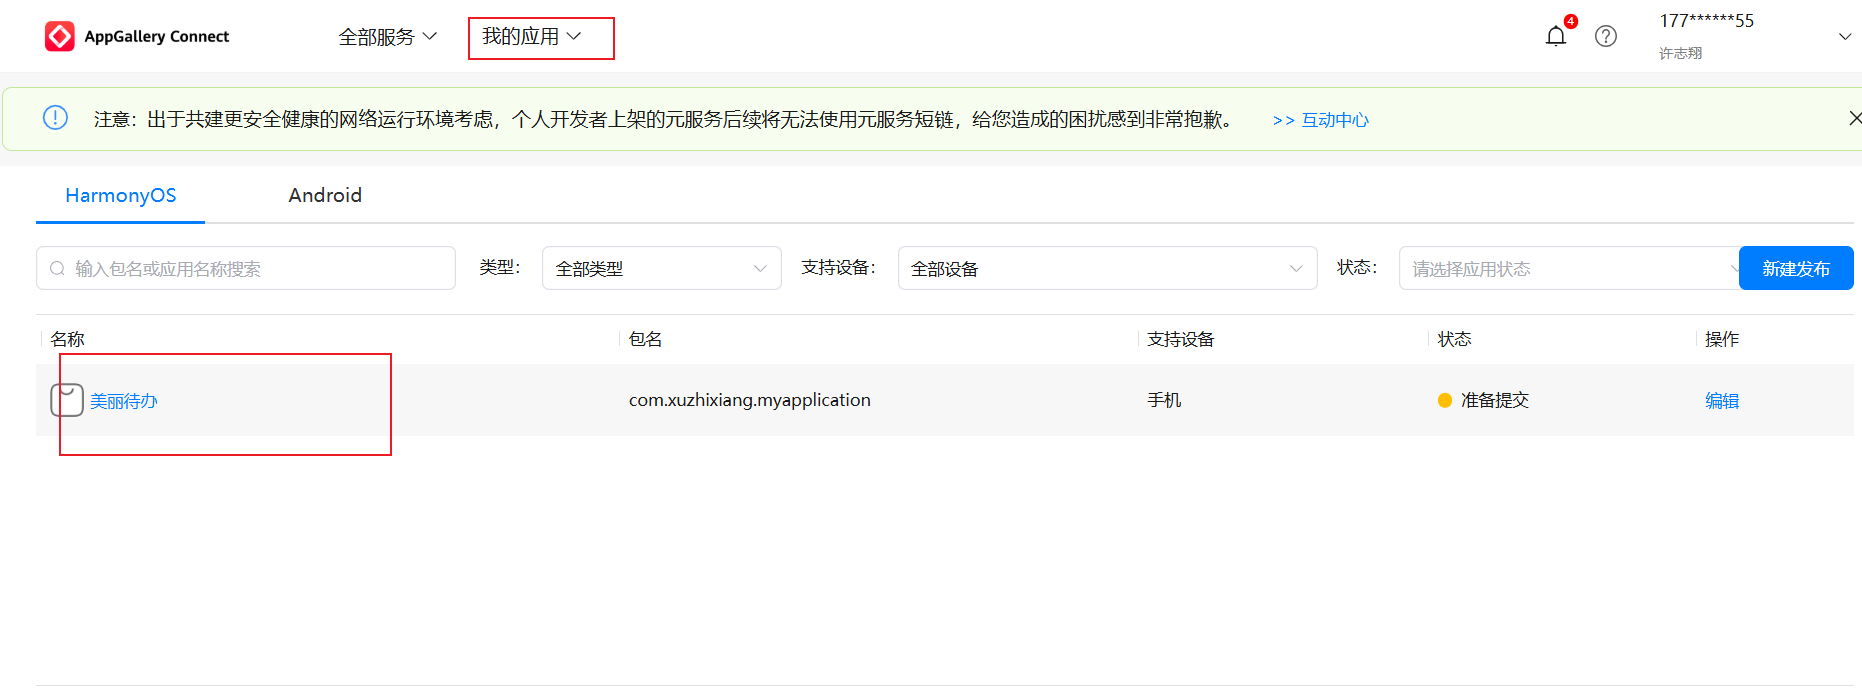 AppGallery Connect
全部服务
我的应用
4
177******55
许志翔
注意：出于共建更安全健康的网络运行环境考虑，个人开发者上架的元服务后续将无法使用元服务短链，给您造成的困扰感到非常抱歉。 >> 互动中心
HarmonyOS Android
输入包名或应用名称搜索 类型： 全部类型 支持设备： 全部设备 状态： 请选择应用状态 新建发布
名称 包名 支持设备 状态 操作
美丽待办 com.xuzhixiang.myapplication 手机 准备提交 编辑